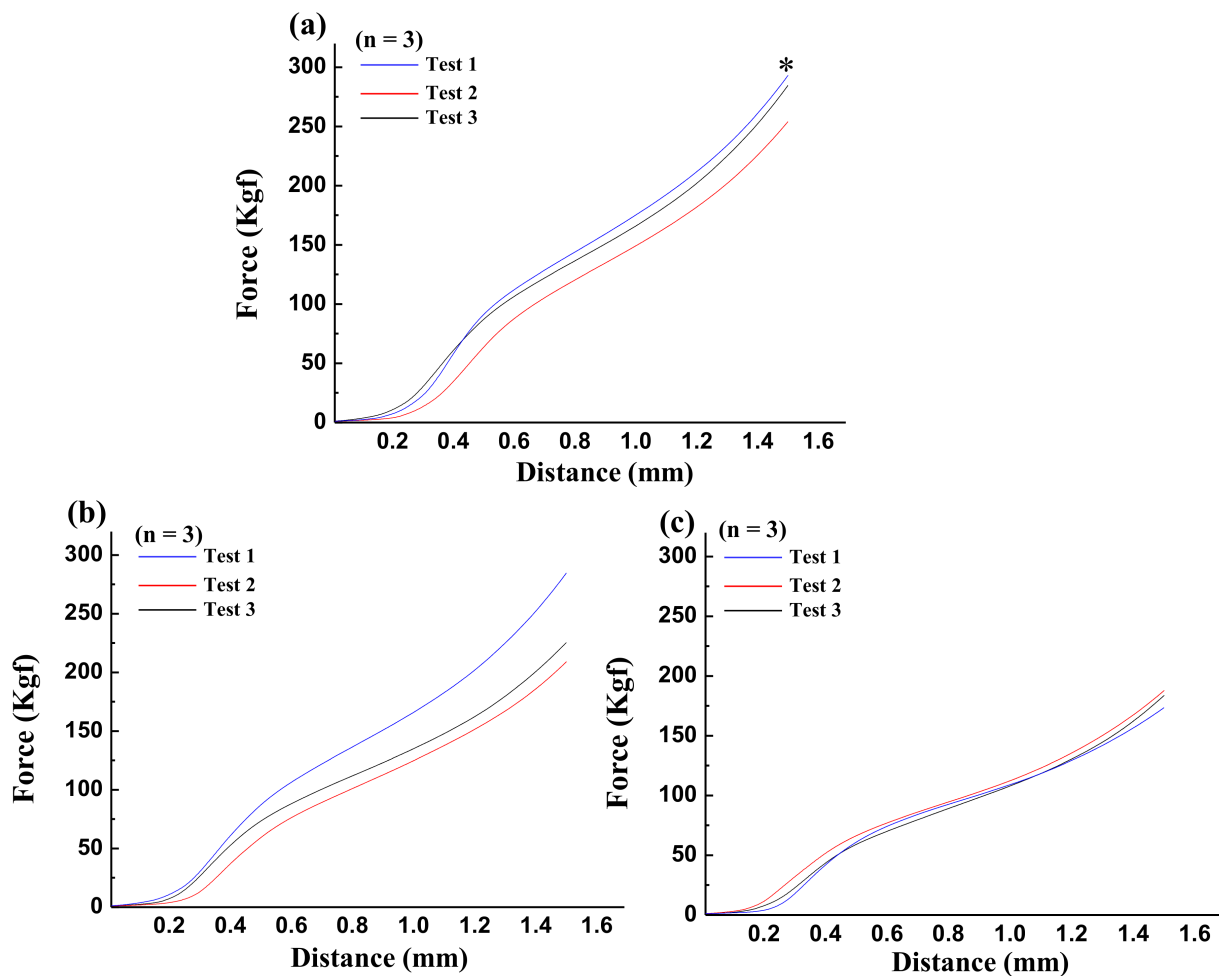 (a)
(n = 3)
Test 1
Test 2
Test 3
*
300
250
200
150
100
50
0
0.2 0.4 0.6 0.8 1.0 1.2 1.4 1.6
Force (Kgf)
Distance (mm)
(b)
(n = 3)
Test 1
Test 2
Test 3
300
250
200
150
100
50
0
0.2 0.4 0.6 0.8 1.0 1.2 1.4 1.6
Force (Kgf)
Distance (mm)
(c)
(n = 3)
Test 1
Test 2
Test 3
300
250
200
150
100
50
0
0.2 0.4 0.6 0.8 1.0 1.2 1.4 1.6
Force (Kgf)
Distance (mm)